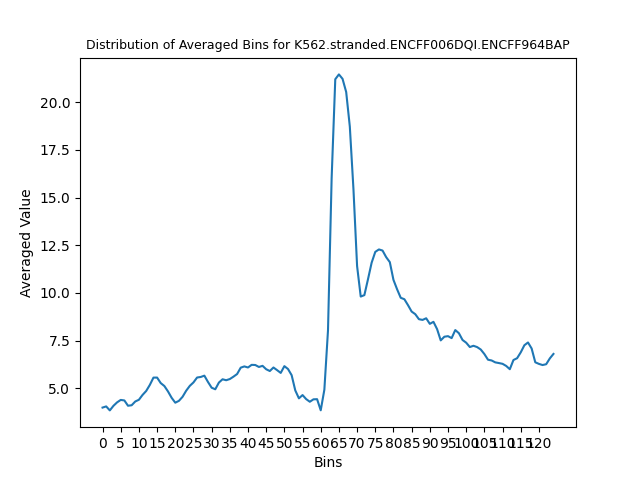 Distribution of Averaged Bins for K562.stranded.ENCFF006DQI.ENCFF964BAP
Averaged Value
20.0
17.5
15.0
12.5
10.0
7.5
5.0
0 5 10 15 20 25 30 35 40 45 50 55 60 65 70 75 80 85 90 95 100 105 110 115 120
Bins